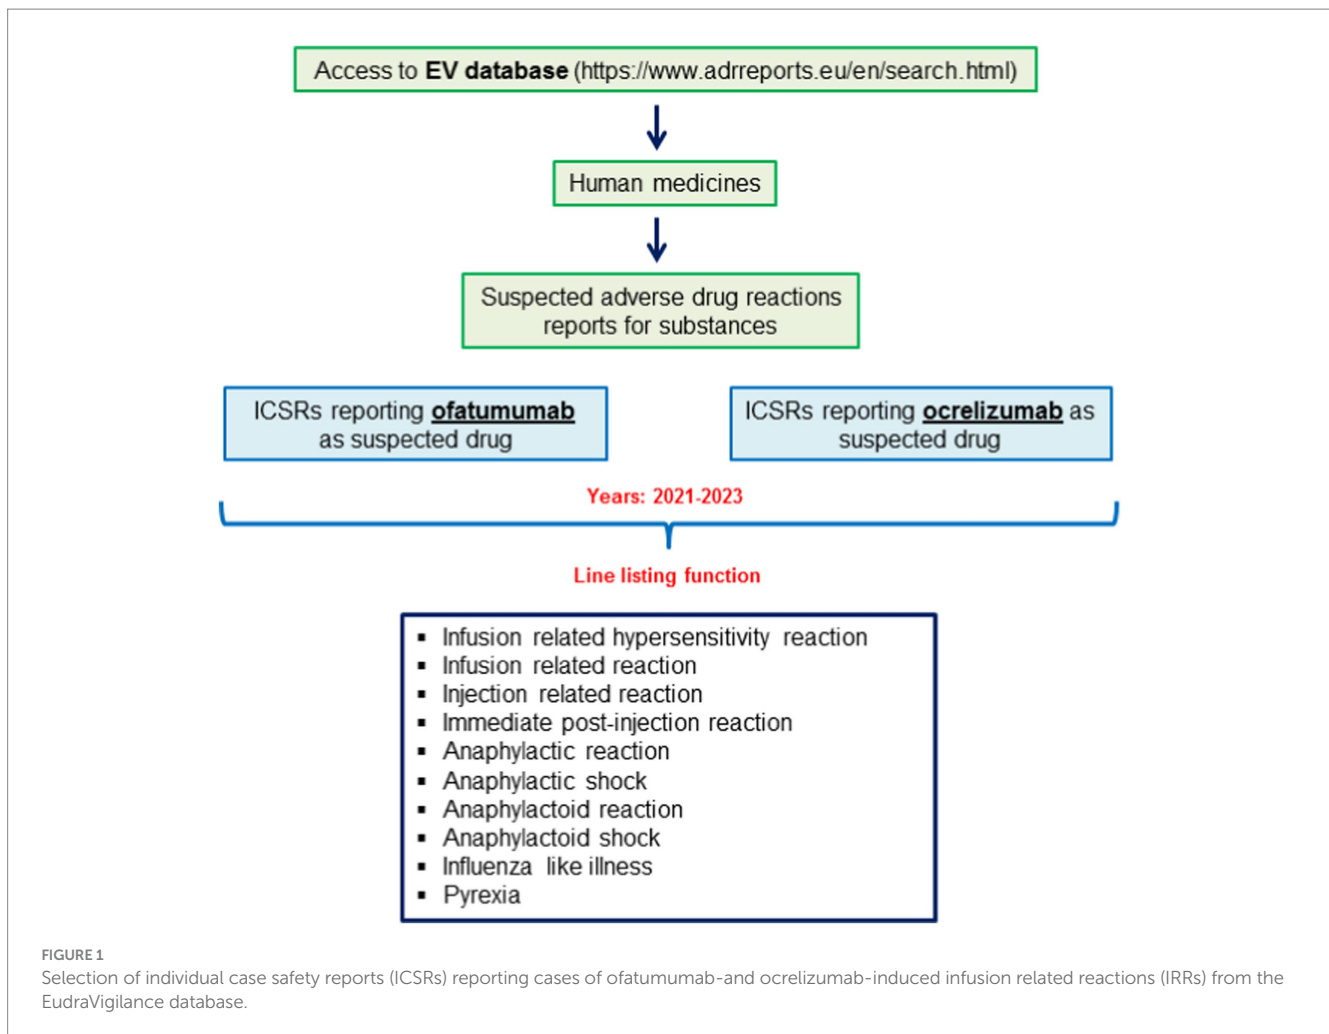 Access to EV database (https://www.adrreports.eu/en/search.html)
Human medicines
Suspected adverse drug reactions
reports for substances
ICSRs reporting ofatumumab
as suspected drug
ICSRs reporting ocrelizumab as
suspected drug
Years: 2021-2023
Line listing function
▪ Infusion related hypersensitivity reaction
▪ Infusion related reaction
▪ Injection related reaction
▪ Immediate post-injection reaction
▪ Anaphylactic reaction
▪ Anaphylactic shock
▪ Anaphylactoid reaction
▪ Anaphylactoid shock
▪ Influenza like illness
▪ Pyrexia
FIGURE 1
Selection of individual case safety reports (ICSRs) reporting cases of ofatumumab-and ocrelizumab-induced infusion related reactions (IRRs) from the
EudraVigilance database.